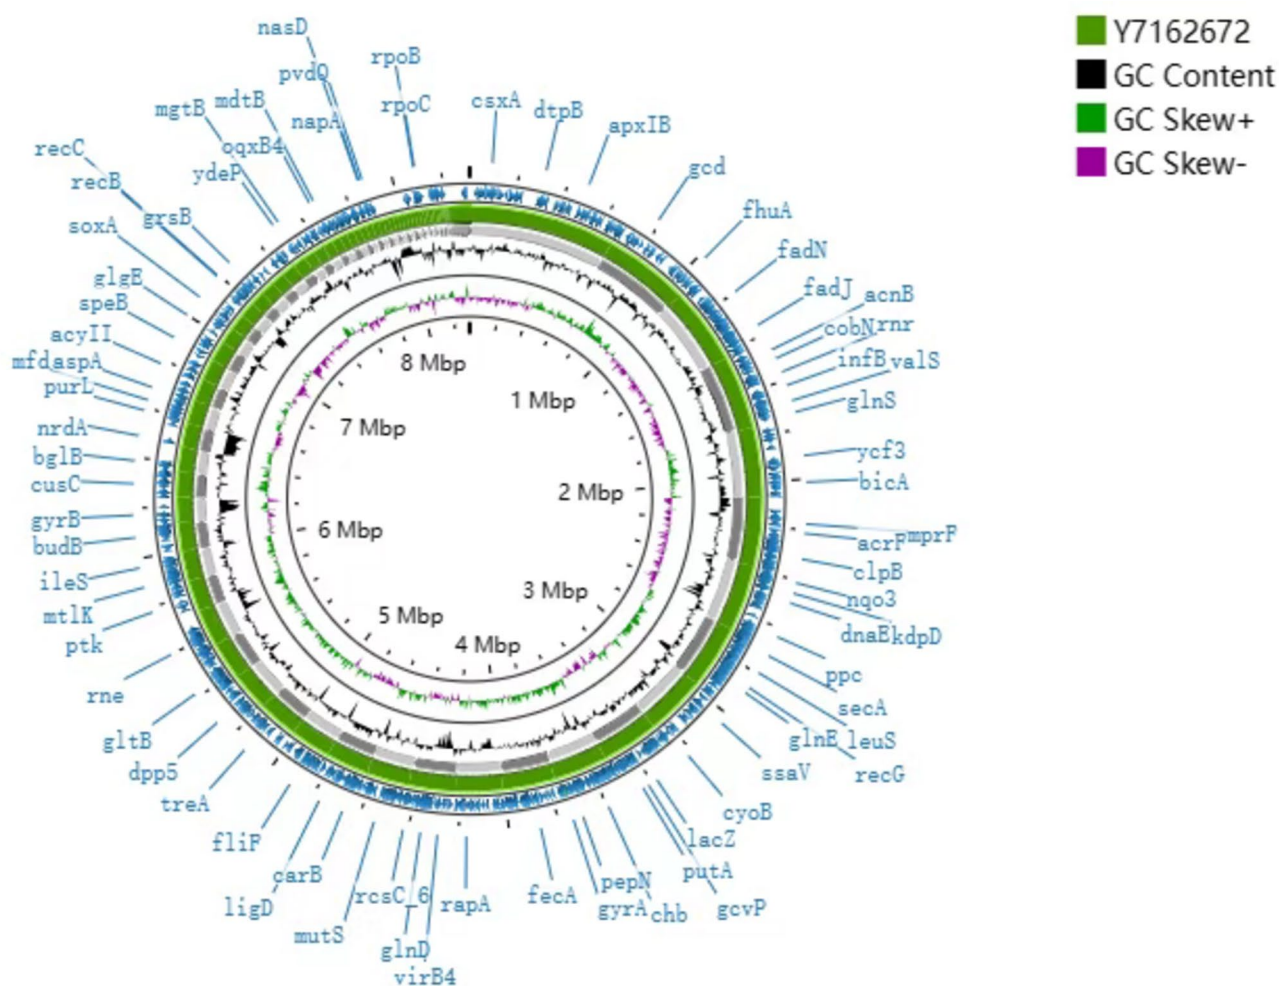 Y7162672
GC Content
GC Skew+
GC Skew-
nasD
rpoB
pvdQ
mgtB
mdtB
rpoC
csxA
dtpB
napA
apxIB
recC
oqxB4
ydeP
gcd
recB
grsB
fhuA
soxA
fadN
glgE
fadJ
acnB
speB
cobN
rnr
acyII
infB
valS
mfd
aspA
purL
glnS
nrdA
bglB
ycf3
cusC
bicA
gyrB
budB
acrF
mprF
ileS
clpB
mtlK
nqo3
ptk
dnaE
kdpD
rne
ppc
secA
gltB
glnE
leuS
dpp5
ssaV
recG
treA
cyoB
fliF
lacZ
carB
putA
ligD
rcsC_6
rapA
fecA
pepN
gyrA
chb
gcvP
mutS
glnD
virB4
8 Mbp
1 Mbp
7 Mbp
2 Mbp
6 Mbp
3 Mbp
5 Mbp
4 Mbp